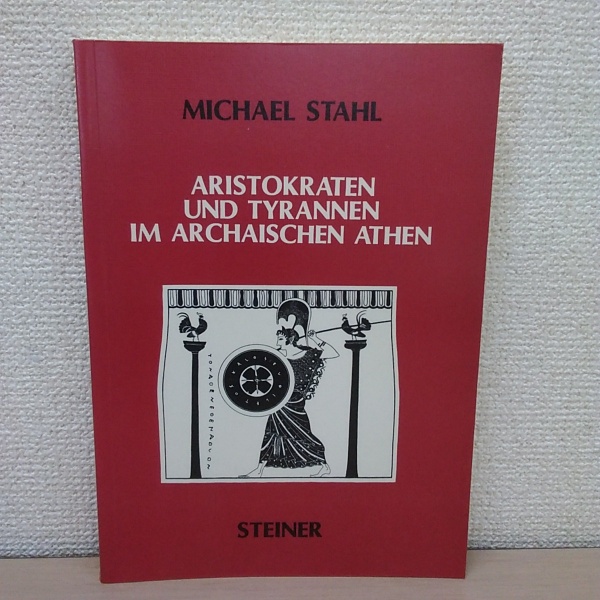 MICHAEL STAHL
ARISTOKRATEN
UND TYRANNEN
IM ARCHAISCHEN ATHEN
STEINER